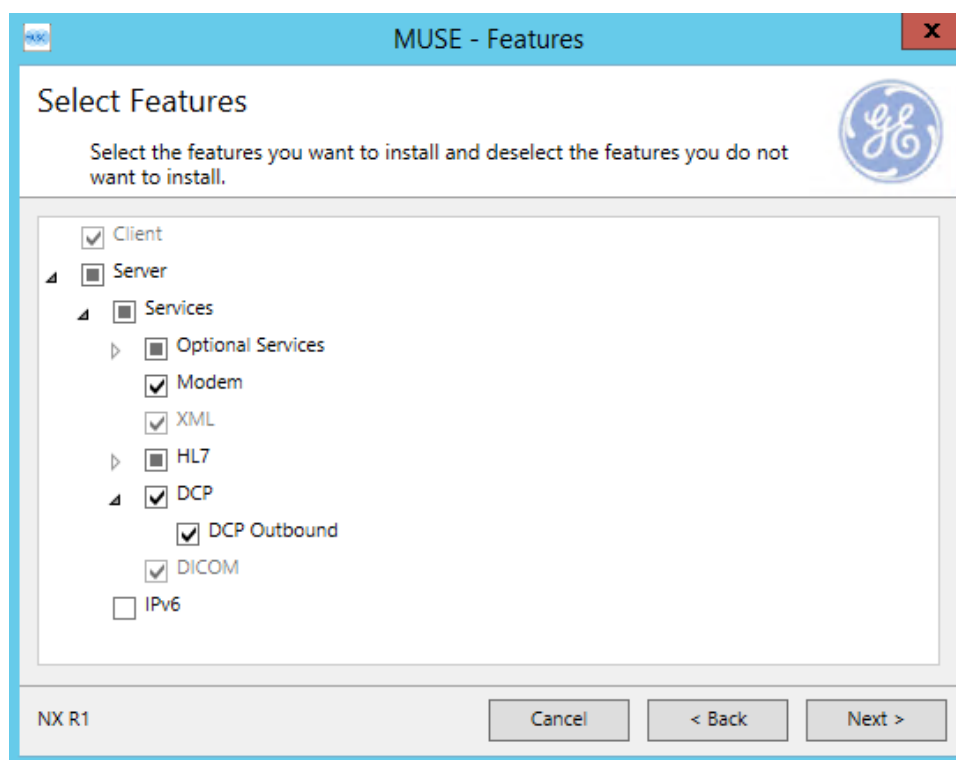 MUSE - Features
X
Select Features
Select the features you want to install and deselect the features you do not
want to install.
Client
Server
Services
Optional Services
Modem
XML
HL7
DCP
DCP Outbound
DICOM
IPv6
NX R1
Cancel
< Back
Next >